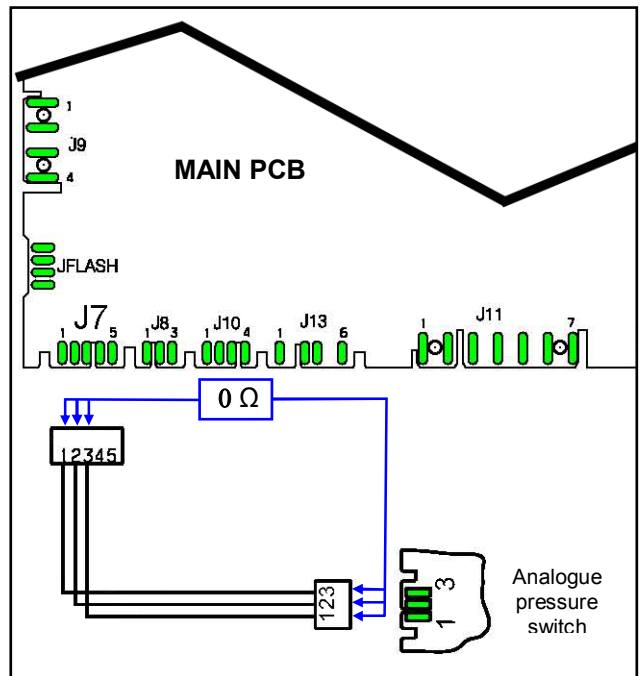 1
J9
4
MAIN PCB
JFLASH
J7
1 5
J8
1 3
J10
1 4
J13
1 6
J11
1 7
0 Ω
12345
123
1 3
Analogue
pressure
switch